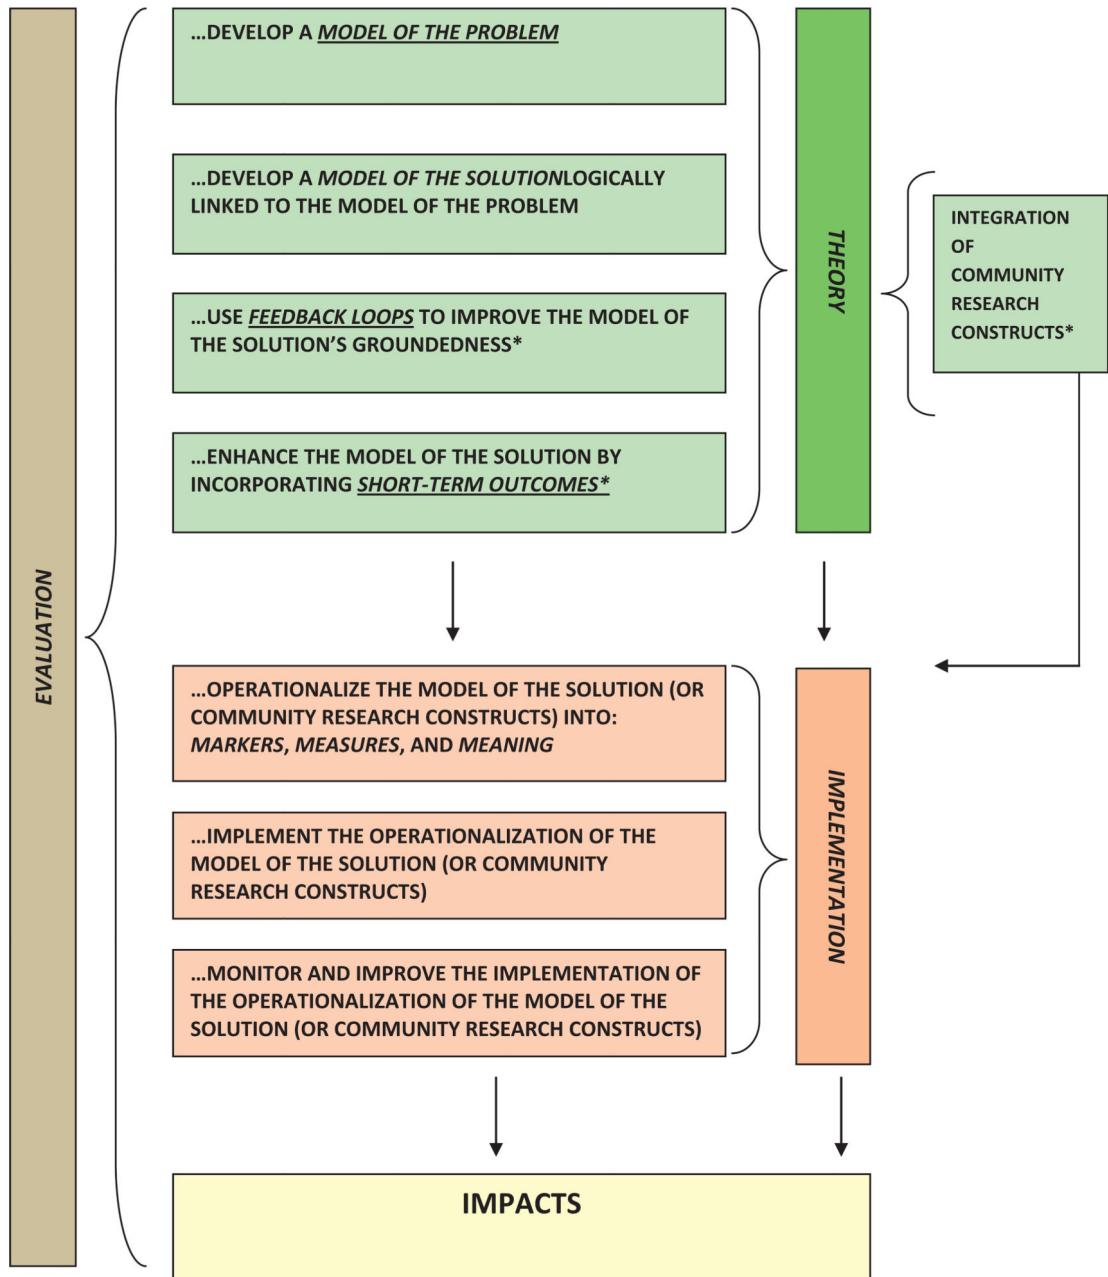 …DEVELOP A MODEL OF THE PROBLEM
…DEVELOP A MODEL OF THE SOLUTIONLOGICALLY
LINKED TO THE MODEL OF THE PROBLEM
…USE FEEDBACK LOOPS TO IMPROVE THE MODEL OF
THE SOLUTION’S GROUNDEDNESS*
…ENHANCE THE MODEL OF THE SOLUTION BY
INCORPORATING SHORT-TERM OUTCOMES*
THEORY
INTEGRATION
OF
COMMUNITY
RESEARCH
CONSTRUCTS*
EVALUATION
…OPERATIONALIZE THE MODEL OF THE SOLUTION (OR
COMMUNITY RESEARCH CONSTRUCTS) INTO:
MARKERS, MEASURES, AND MEANING
…IMPLEMENT THE OPERATIONALIZATION OF THE
MODEL OF THE SOLUTION (OR COMMUNITY
RESEARCH CONSTRUCTS)
…MONITOR AND IMPROVE THE IMPLEMENTATION OF
THE OPERATIONALIZATION OF THE MODEL OF THE
SOLUTION (OR COMMUNITY RESEARCH CONSTRUCTS)
IMPLEMENTATION
IMPACTS